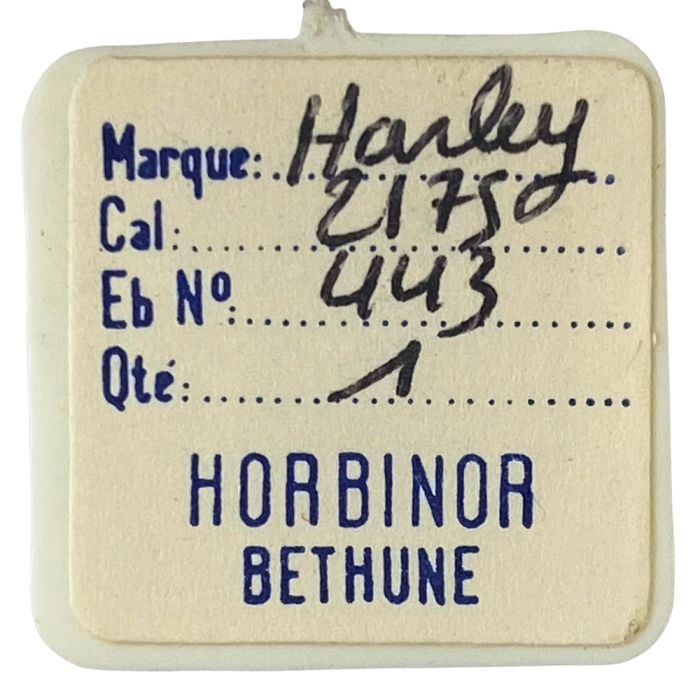 Marque: Harley
Cal: 2175
Eb Nº: 443
Qté: 1
HORBINOR
BETHUNE